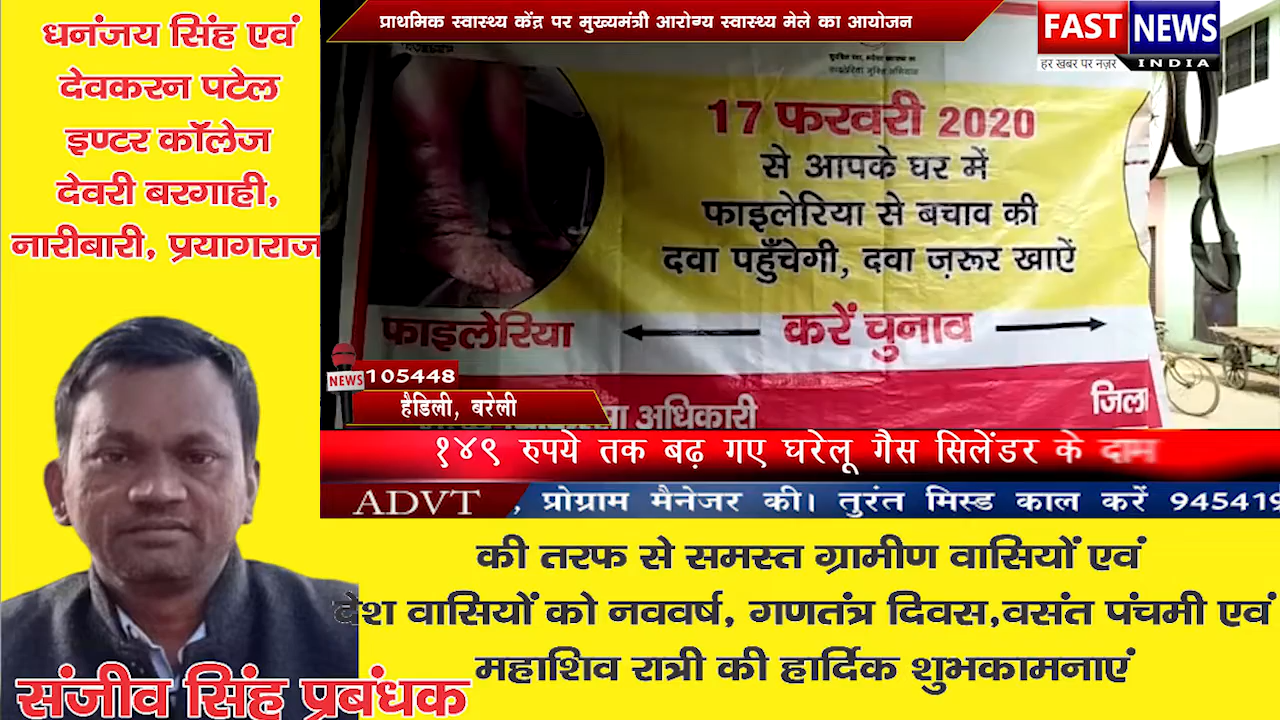 धनंजय सिंह एवं
देवकरन पटेल
इण्टर कॉलेज
देवरी बरगाही,
नारीबारी, प्रयागराज
प्राथमिक स्वास्थ्य केंद्र पर मुख्यमंत्री आरोग्य स्वास्थ्य मेले का आयोजन
FAST NEWS
हर खबर पर नज़र INDIA
17 फरवरी 2020
से आपके घर में
फाइलेरिया से बचाव की
दवा पहुँचेगी, दवा ज़रूर खाऐं
फाइलेरिया करें चुनाव
NEWS 105448
हैडिली, बरेली
अधिकारी
जिला
१४९ रुपये तक बढ़ गए घरेलू गैस सिलेंडर के दाम
ADVT , प्रोग्राम मैनेजर की। तुरंत मिस्ड काल करें 945419
की तरफ से समस्त ग्रामीण वासियों एवं
देश वासियों को नववर्ष, गणतंत्र दिवस,वसंत पंचमी एवं
महाशिव रात्री की हार्दिक शुभकामनाएं
संजीव सिंह प्रबंधक